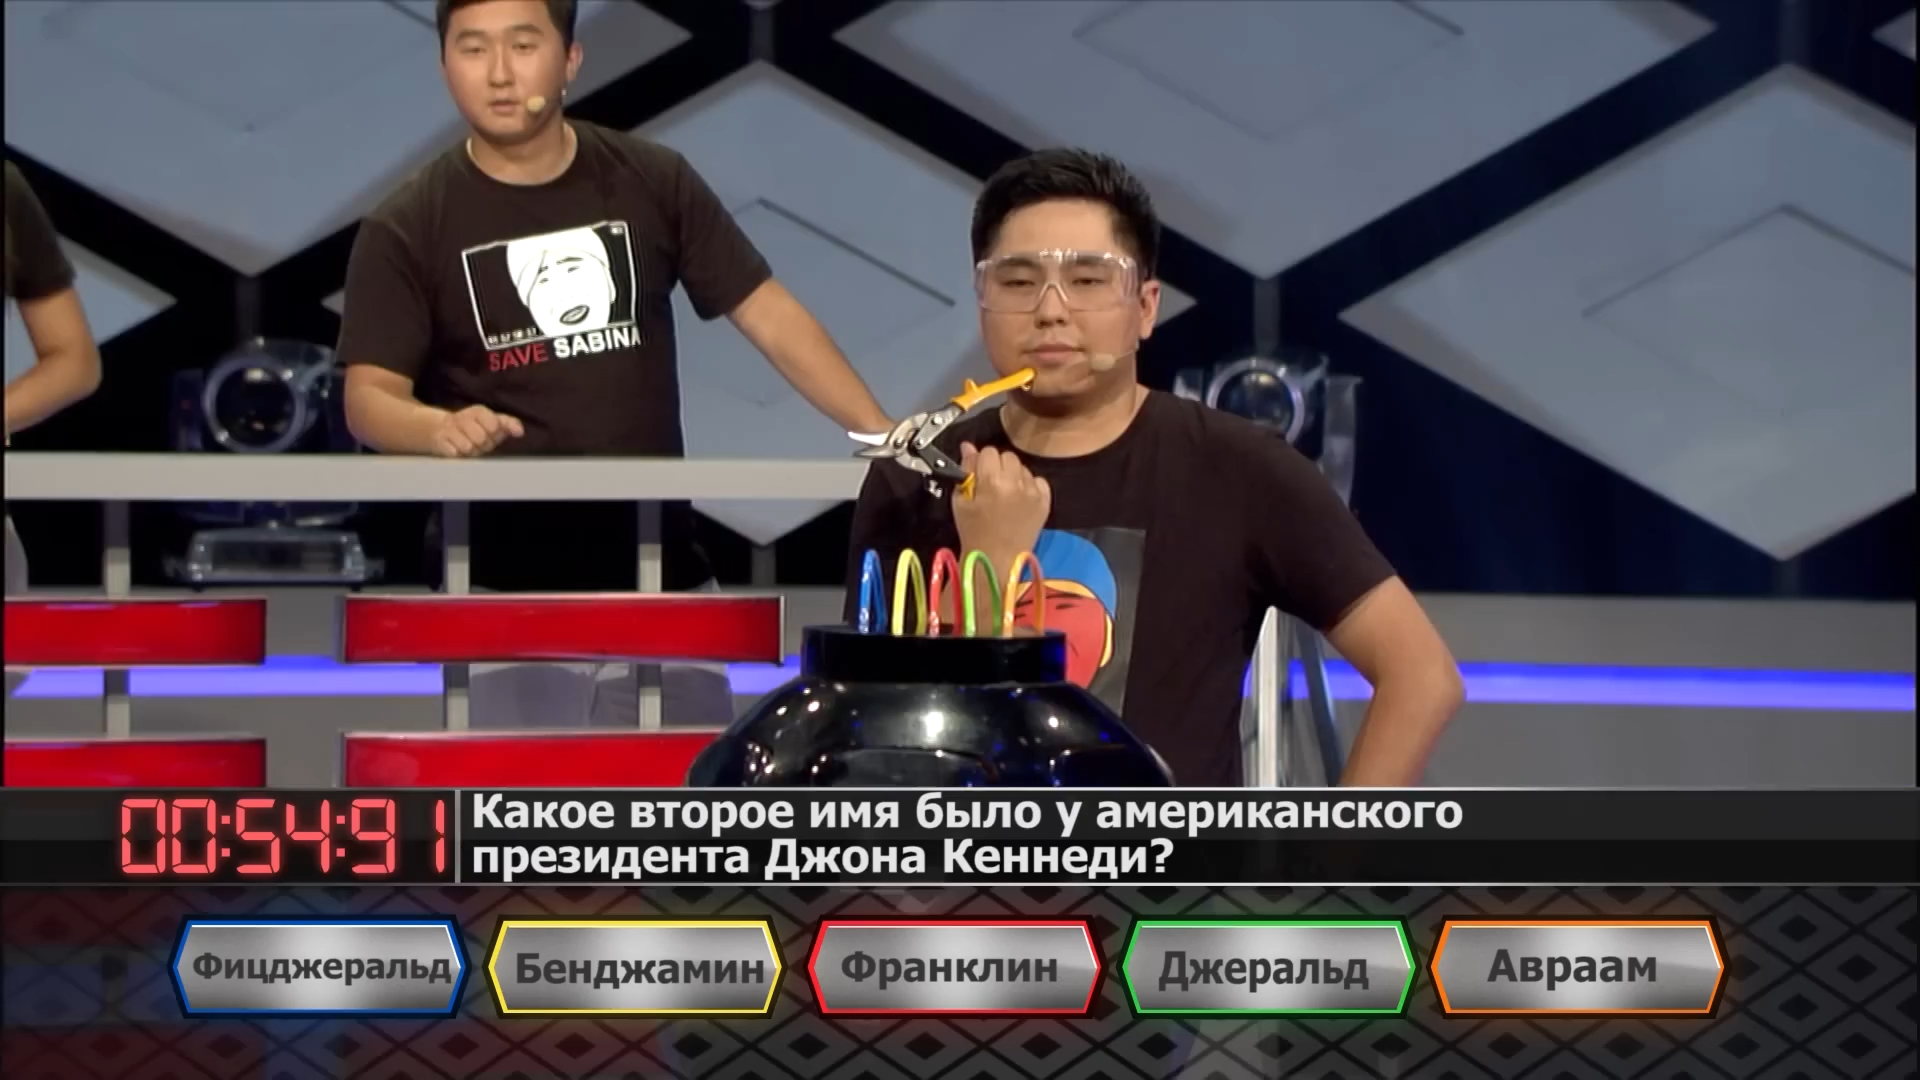 SAVE SABINA
00:54:91
Какое второе имя было у американского
президента Джона Кеннеди?
Фицджеральд
Бенджамин
Франклин
Джеральд
Авраам